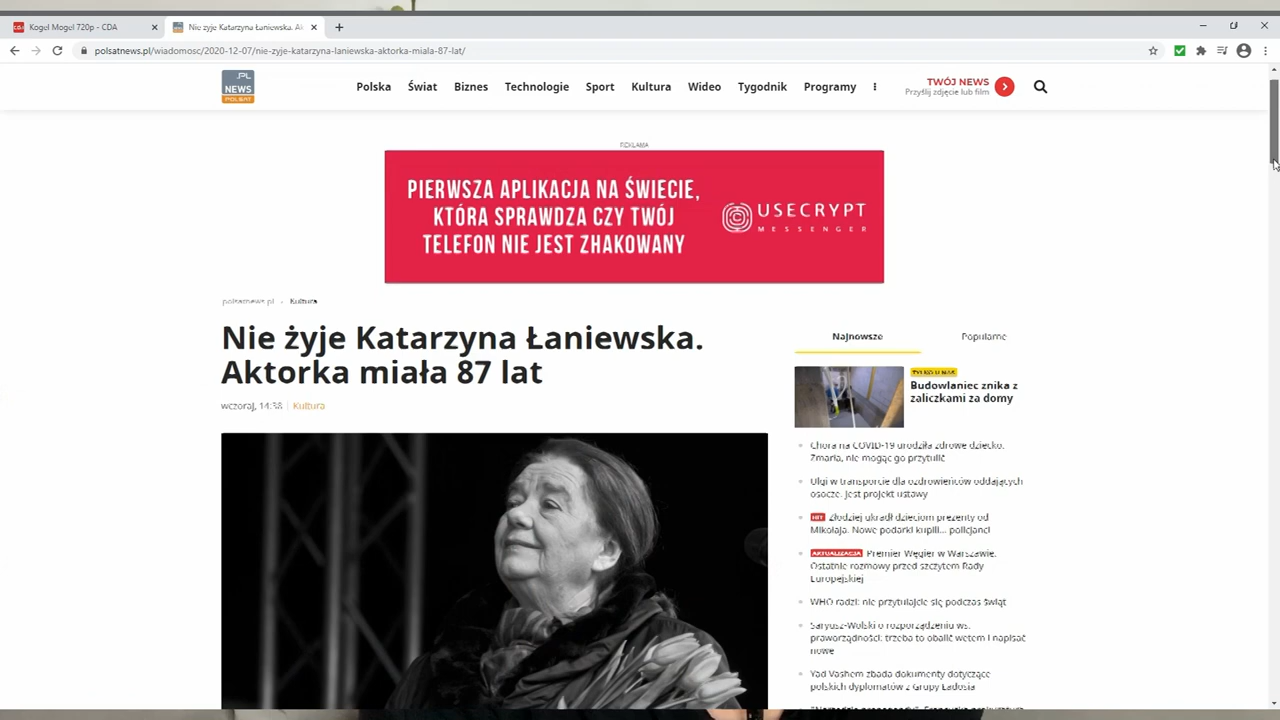 Kogel Mogel 720p - CDA
Nie żyje Katarzyna Łaniewska. Ak
polsatnews.pl/wiadomosc/2020-12-07/nie-zyje-katarzyna-laniewska-aktorka-miala-87-lat/
.PL
NEWS
POLSAT
Polska
Świat
Biznes
Technologie
Sport
Kultura
Wideo
Tygodnik
Programy
TWÓJ NEWS
Przyślij zdjęcie lub film
REKLAMA
PIERWSZA APLIKACJA NA ŚWIECIE,
KTÓRA SPRAWDZA CZY TWÓJ
TELEFON NIE JEST ZHAKOWANY
USECRYPT
MESSENGER
polsatnews.pl › Kultura
Nie żyje Katarzyna Łaniewska.
Aktorka miała 87 lat
wczoraj, 14:38 | Kultura
Najnowsze
Popularne
TYLKO U NAS
Budowlaniec znika z
zaliczkami za domy
Chora na COVID-19 urodziła zdrowe dziecko.
Zmarła, nie mogąc go przytulić
Ulgi w transporcie dla ozdrowieńców oddających
osocze. Jest projekt ustawy
HIT Złodziej ukradł dzieciom prezenty od
Mikołaja. Nowe podarki kupili... policjanci
AKTUALIZACJA Premier Węgier w Warszawie.
Ostatnie rozmowy przed szczytem Rady
Europejskiej
WHO radzi: nie przytulajcie się podczas świąt
Saryusz-Wolski o rozporządzeniu ws.
praworządności: trzeba to obalić wetem i napisać
nowe
Yad Vashem zbada dokumenty dotyczące
polskich dyplomatów z Grupy Ładosia